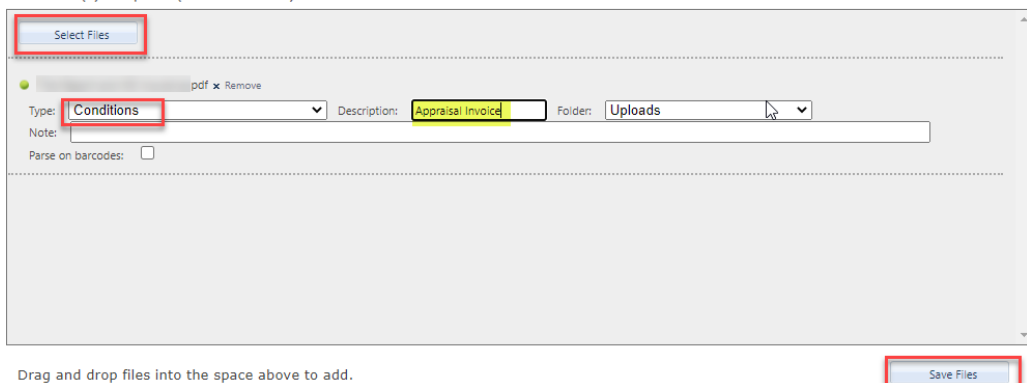 Select Files
pdf x Remove
Type: Conditions Description: Appraisal Invoice Folder: Uploads
Note:
Parse on barcodes:
Drag and drop files into the space above to add.
Save Files